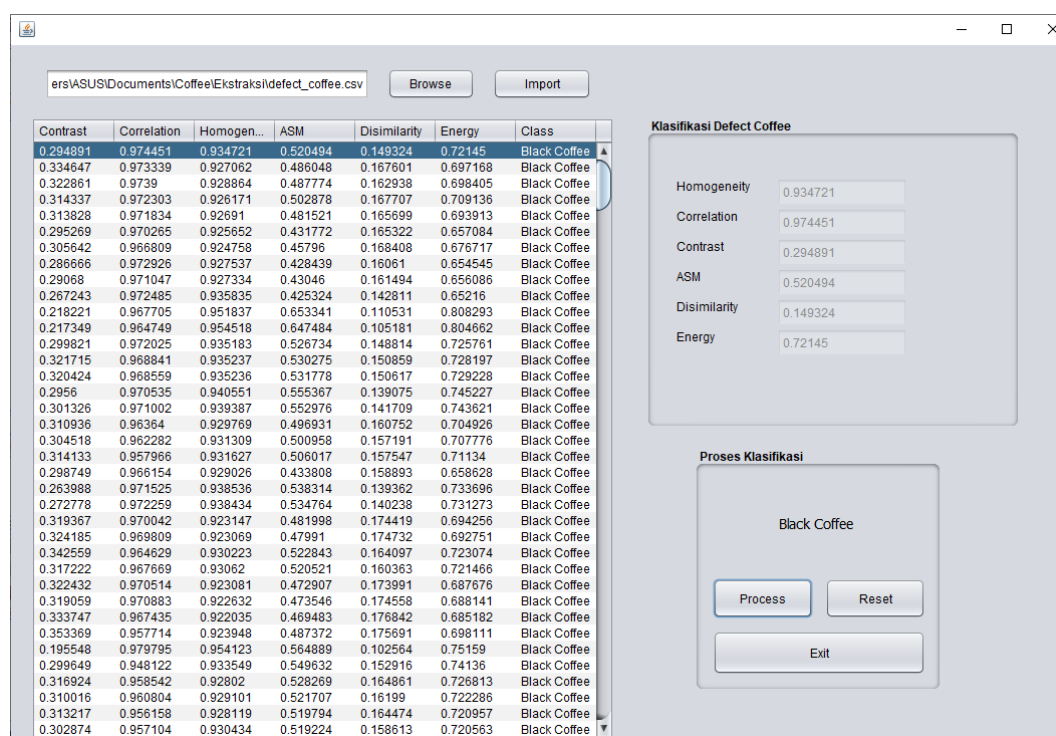 ers\ASUS\Documents\Coffee\Ekstraksi\defect_coffee.csv Browse Import
Contrast Correlation Homogen... ASM Disimilarity Energy Class
0.294891 0.974451 0.934721 0.520494 0.149324 0.72145 Black Coffee
0.334647 0.973339 0.927062 0.486048 0.167601 0.697168 Black Coffee
0.322861 0.9739 0.928864 0.487774 0.162938 0.698405 Black Coffee
0.314337 0.972303 0.926171 0.502878 0.167707 0.709136 Black Coffee
0.313828 0.971834 0.92691 0.481521 0.165699 0.693913 Black Coffee
0.295269 0.970265 0.925652 0.431772 0.165322 0.657084 Black Coffee
0.305642 0.966809 0.924758 0.45796 0.168408 0.676717 Black Coffee
0.286666 0.972926 0.927537 0.428439 0.16061 0.654545 Black Coffee
0.29068 0.971047 0.927334 0.43046 0.161494 0.656086 Black Coffee
0.267243 0.972485 0.935835 0.425324 0.142811 0.65216 Black Coffee
0.218221 0.967705 0.951837 0.653341 0.110531 0.808293 Black Coffee
0.217349 0.964749 0.954518 0.647484 0.105181 0.804662 Black Coffee
0.299821 0.972025 0.935183 0.526734 0.148814 0.725761 Black Coffee
0.321715 0.968841 0.935237 0.530275 0.150859 0.728197 Black Coffee
0.320424 0.968559 0.935236 0.531778 0.150617 0.729228 Black Coffee
0.2956 0.970535 0.940551 0.555367 0.139075 0.745227 Black Coffee
0.301326 0.971002 0.939387 0.552976 0.141709 0.743621 Black Coffee
0.310936 0.96364 0.929769 0.496931 0.160752 0.704926 Black Coffee
0.304518 0.962282 0.931309 0.500958 0.157191 0.707776 Black Coffee
0.314133 0.957966 0.931627 0.506017 0.157547 0.71134 Black Coffee
0.298749 0.966154 0.929026 0.433808 0.158893 0.658628 Black Coffee
0.263988 0.971525 0.938536 0.538314 0.139362 0.733696 Black Coffee
0.272778 0.972259 0.938434 0.534764 0.140238 0.731273 Black Coffee
0.319367 0.970042 0.923147 0.481998 0.174419 0.694256 Black Coffee
0.324185 0.969809 0.923069 0.47991 0.174732 0.692751 Black Coffee
0.342559 0.964629 0.930223 0.522843 0.164097 0.723074 Black Coffee
0.317222 0.967669 0.93062 0.520521 0.160363 0.721466 Black Coffee
0.322432 0.970514 0.923081 0.472907 0.173991 0.687676 Black Coffee
0.319059 0.970883 0.922632 0.473546 0.174558 0.688141 Black Coffee
0.333747 0.967435 0.922035 0.469483 0.176842 0.685182 Black Coffee
0.353369 0.957714 0.923948 0.487372 0.175691 0.698111 Black Coffee
0.195548 0.979795 0.954123 0.564889 0.102564 0.75159 Black Coffee
0.299649 0.948122 0.933549 0.549632 0.152916 0.74136 Black Coffee
0.316924 0.958542 0.92802 0.528269 0.164861 0.726813 Black Coffee
0.310016 0.960804 0.929101 0.521707 0.16199 0.722286 Black Coffee
0.313217 0.956158 0.928119 0.519794 0.164474 0.720957 Black Coffee
0.302874 0.957104 0.930434 0.519224 0.158613 0.720563 Black Coffee
Klasifikasi Defect Coffee
Homogeneity 0.934721
Correlation 0.974451
Contrast 0.294891
ASM 0.520494
Disimilarity 0.149324
Energy 0.72145
Proses Klasifikasi
Black Coffee
Process Reset
Exit